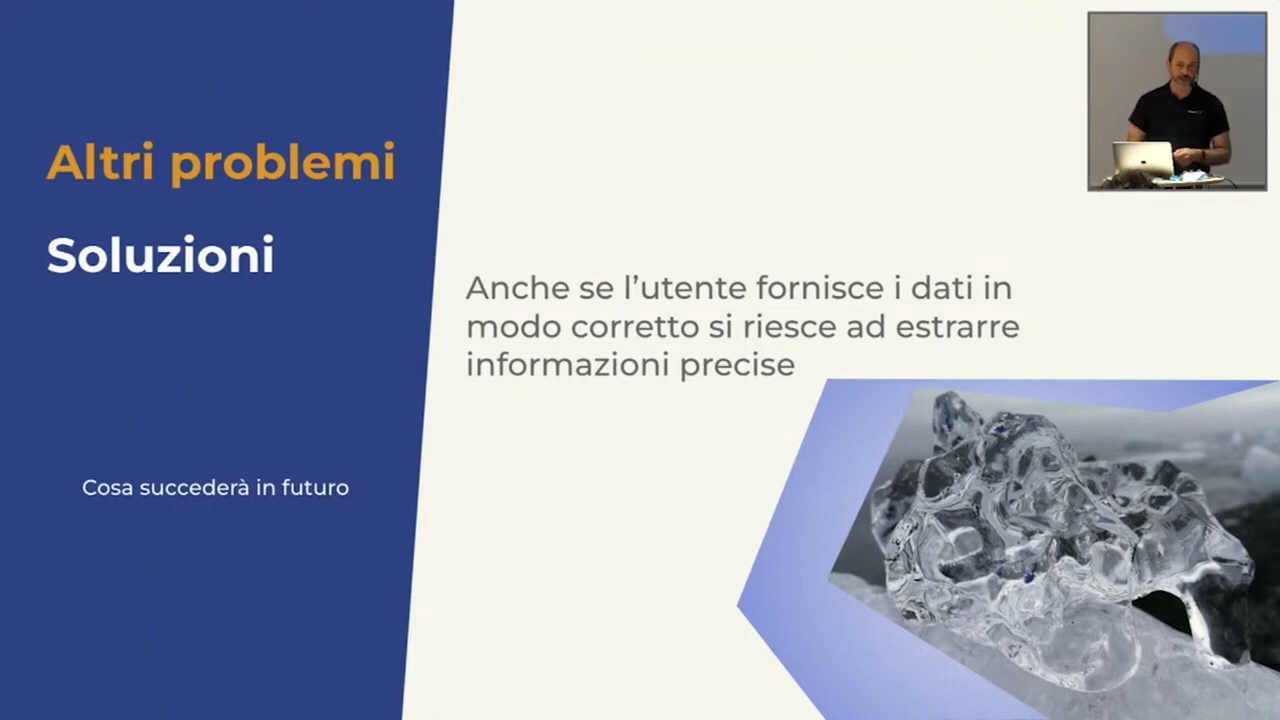 Altri problemi
Soluzioni
Cosa succederà in futuro
Anche se l’utente fornisce i dati in
modo corretto si riesce ad estrarre
informazioni precise